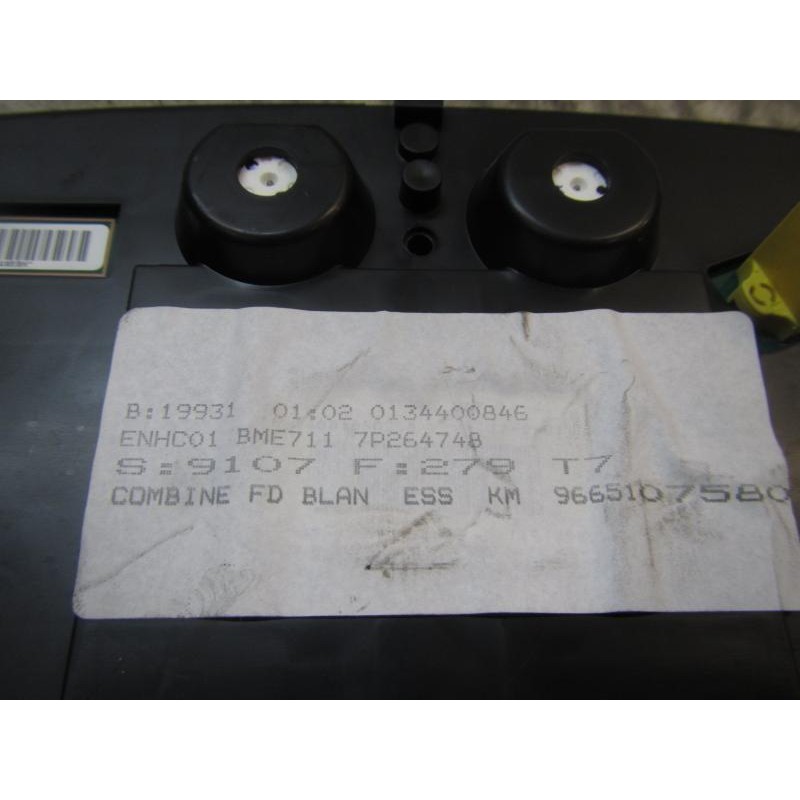 B:19931 01:02 0134400846
ENHC01 BME711 7P264748
S:9107 F:279 T7
COMBINE FD BLAN ESS KM 9665107580